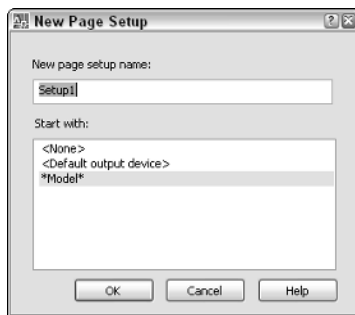 New Page Setup
New page setup name:
Setup1
Start with:
<None>
<Default output device>
*Model*
OK Cancel Help